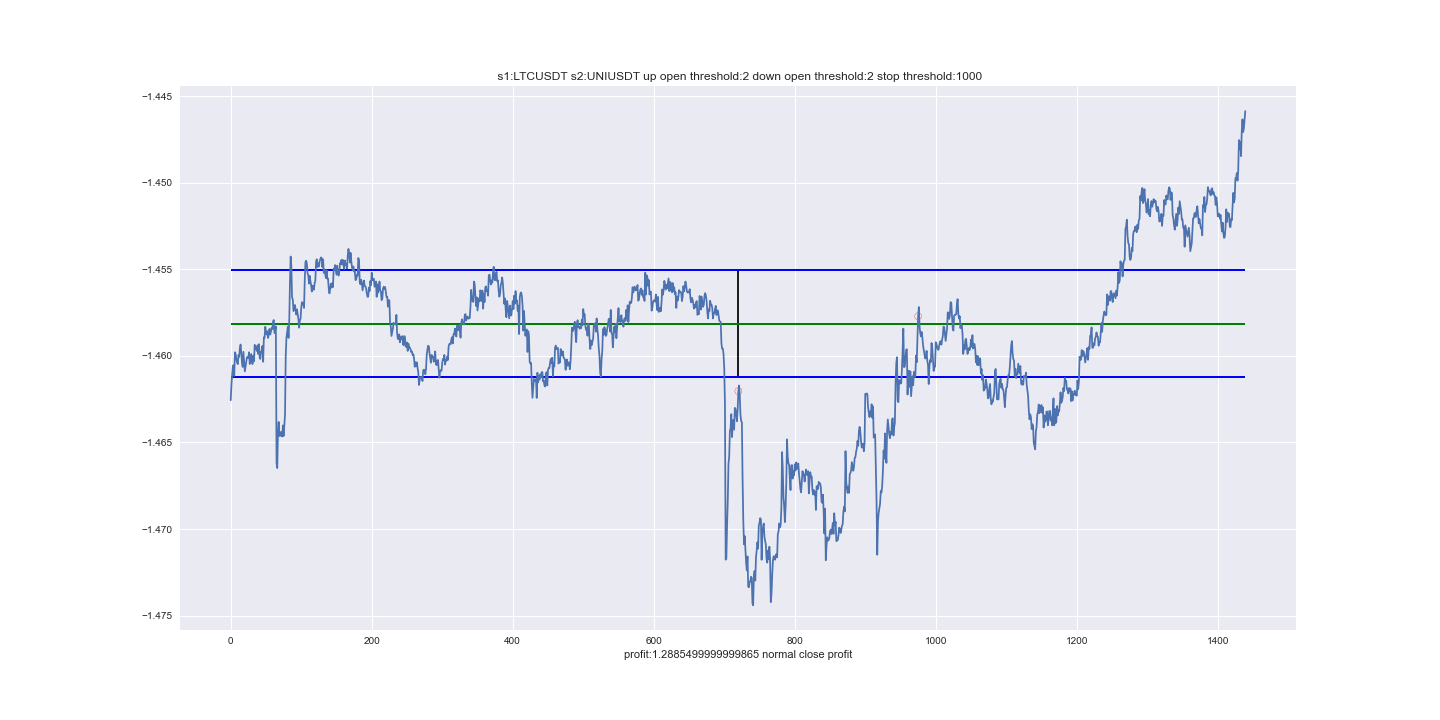 s1:LTCUSDT s2:UNIUSDT up open threshold:2 down open threshold:2 stop threshold:1000
−1.445
−1.450
−1.455
−1.460
−1.465
−1.470
−1.475
0 200 400 600 800 1000 1200 1400
profit:1.2885499999999865 normal close profit